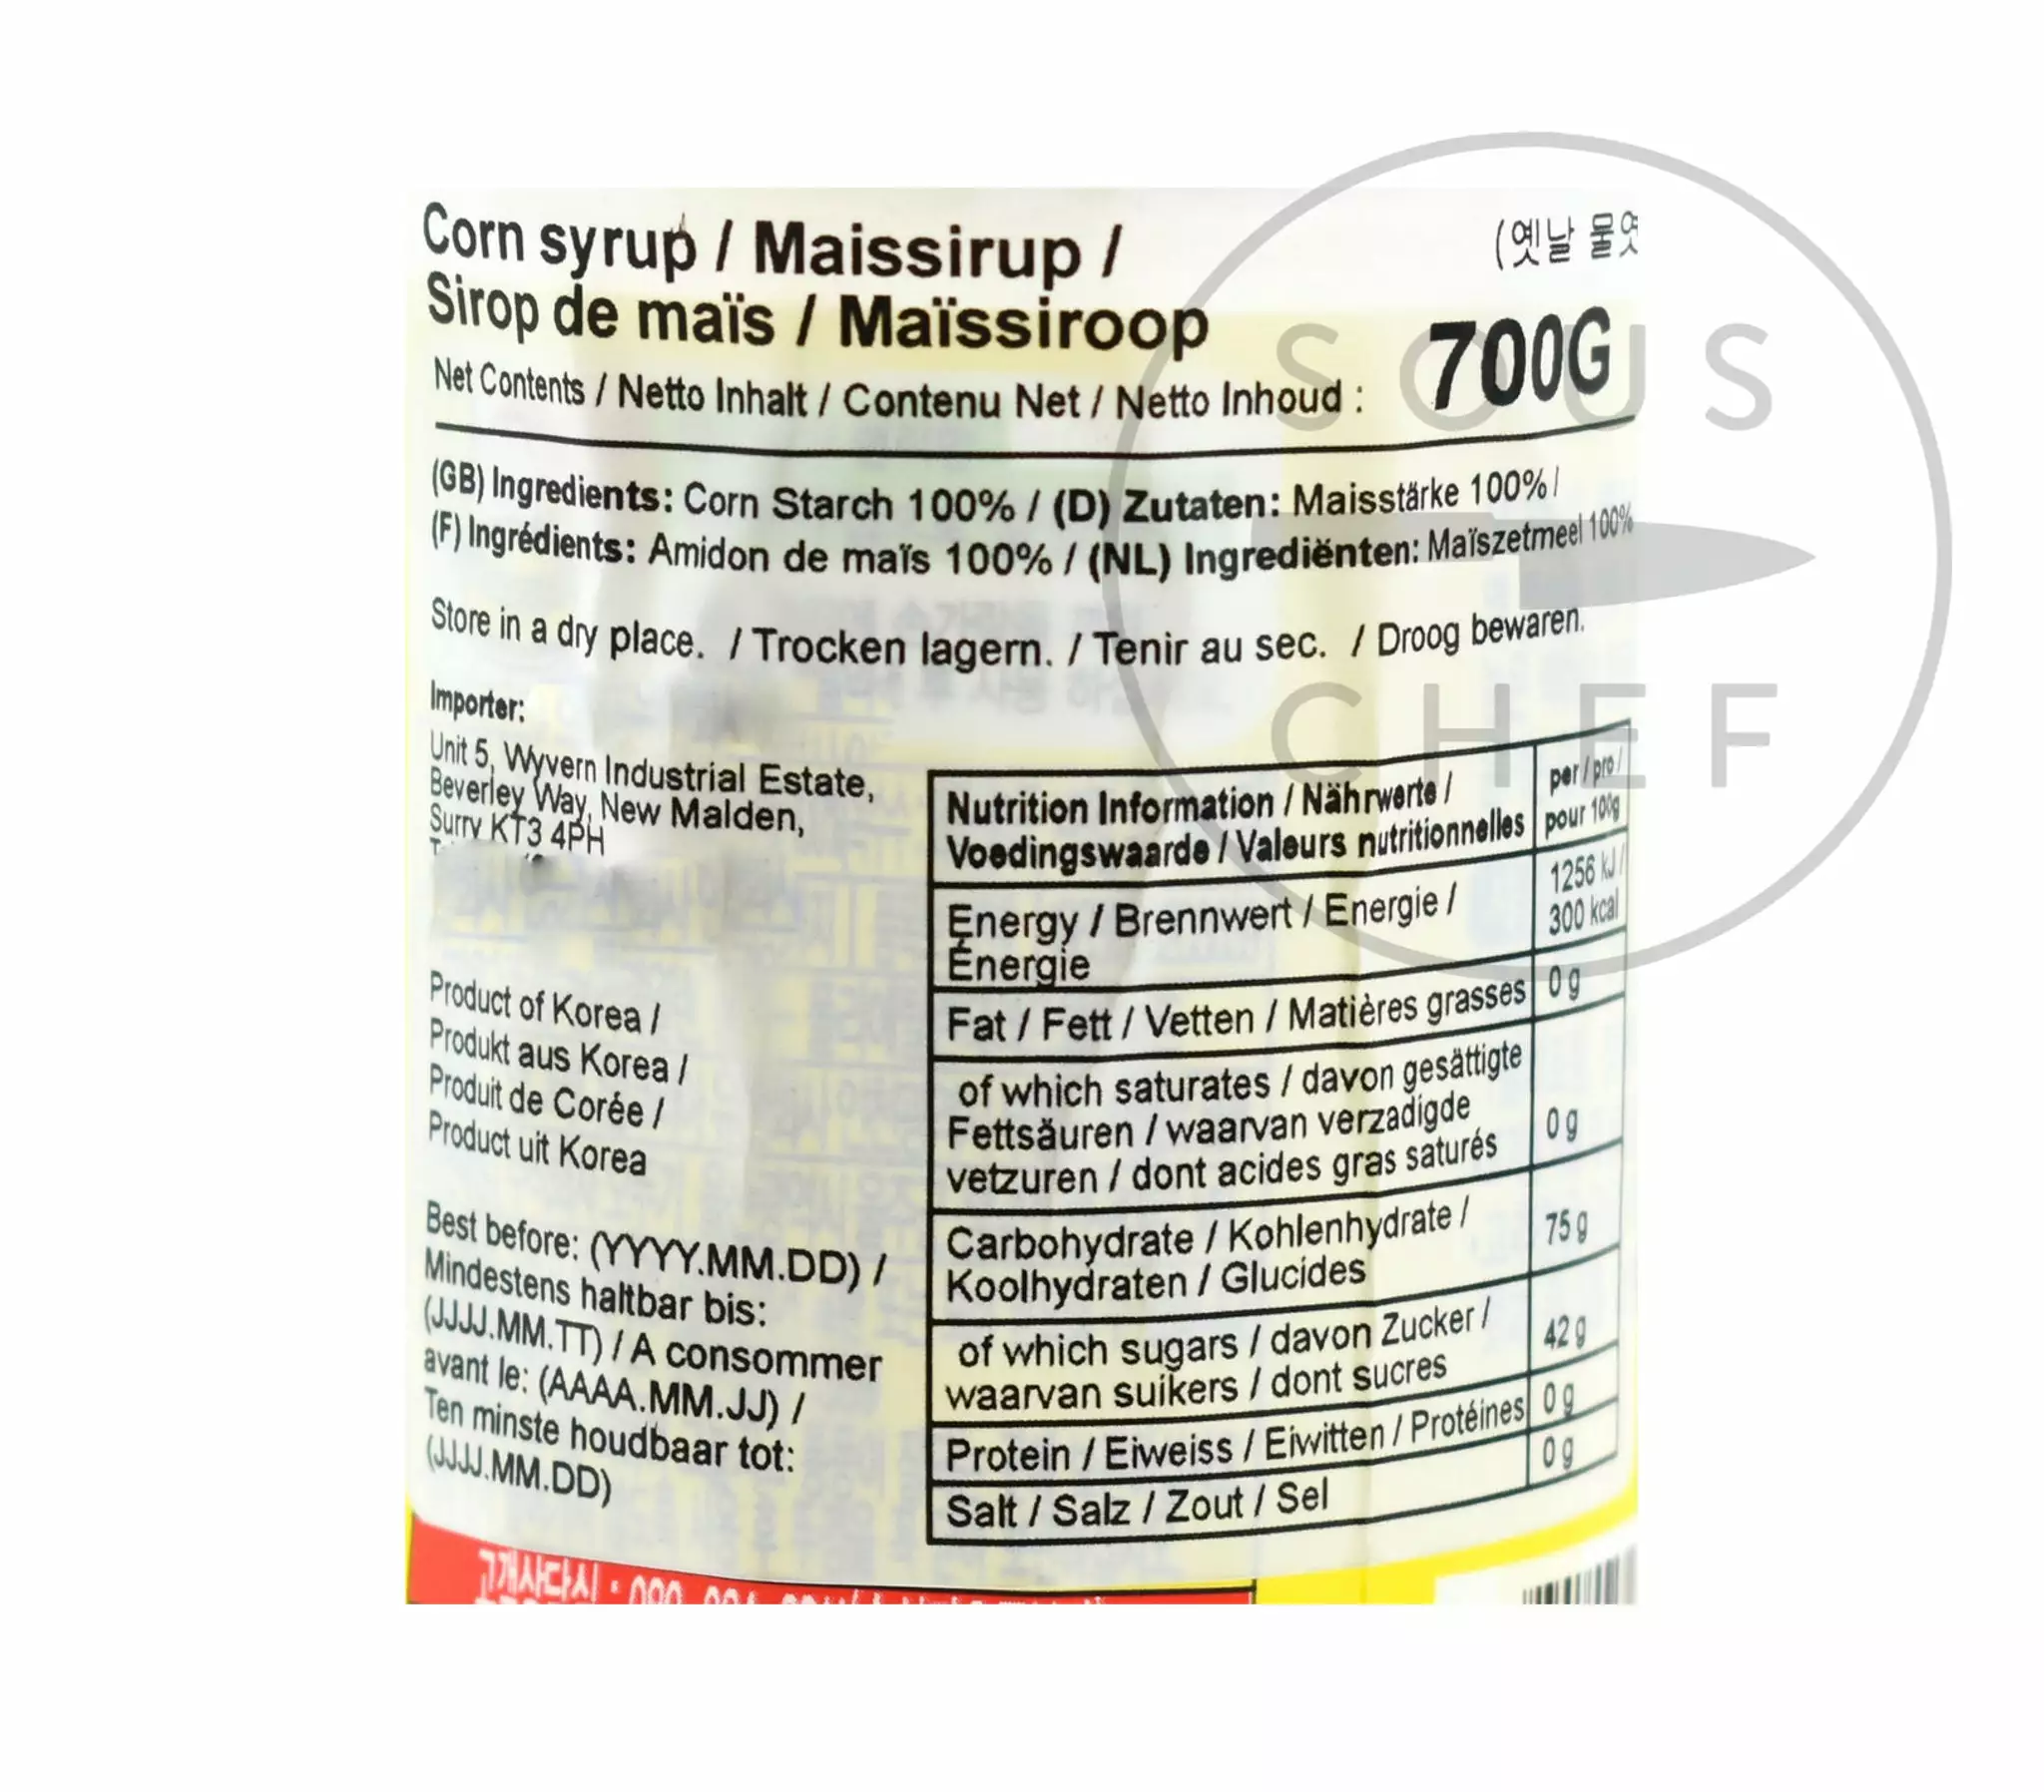 Corn syrup / Maissirup /
Sirop de maïs / Maïssiroop
(옛날 물엿
Net Contents / Netto Inhalt / Contenu Net / Netto Inhoud : 700G
(GB) Ingredients: Corn Starch 100% / (D) Zutaten: Maisstärke 100% /
(F) Ingrédients: Amidon de maïs 100% / (NL) Ingrediënten: Maïszetmeel 100%
Store in a dry place. / Trocken lagern. / Tenir au sec. / Droog bewaren.
Importer:
Unit 5, Wyvern Industrial Estate,
Beverley Way, New Malden,
Surry KT3 4PH
Product of Korea /
Produkt aus Korea /
Produit de Corée /
Product uit Korea
Best before: (YYYY.MM.DD) /
Mindestens haltbar bis:
(JJJJ.MM.TT) / A consommer
avant le: (AAAA.MM.JJ) /
Ten minste houdbaar tot:
(JJJJ.MM.DD)
Nutrition Information / Nährwerte /
Voedingswaarde / Valeurs nutritionnelles
per / pro /
pour 100g
Energy / Brennwert / Energie /
Énergie
1256 kJ /
300 kcal
Fat / Fett / Vetten / Matières grasses 0 g
of which saturates / davon gesättigte
Fettsäuren / waarvan verzadigde
vetzuren / dont acides gras saturés
0 g
Carbohydrate / Kohlenhydrate /
Koolhydraten / Glucides
75 g
of which sugars / davon Zucker /
waarvan suikers / dont sucres
42 g
Protein / Eiweiss / Eiwitten / Protéines 0 g
Salt / Salz / Zout / Sel 0 g
SOUS
CHEF